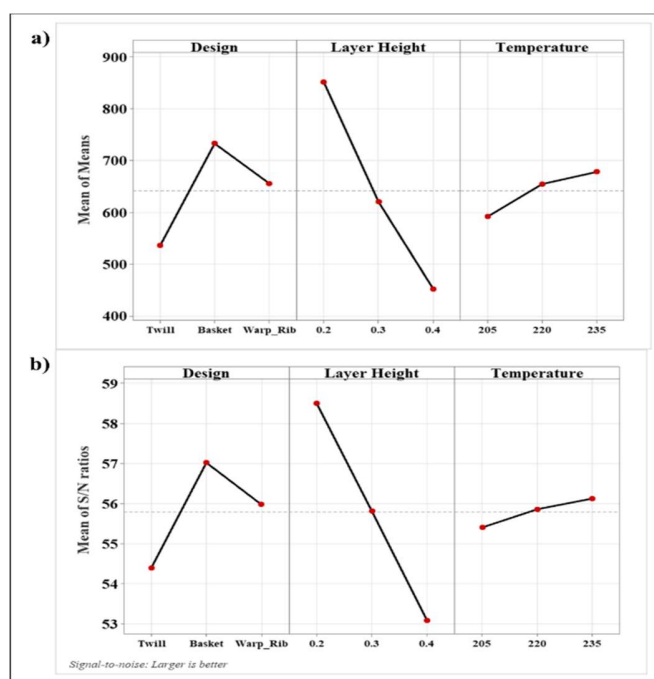 a)
Design Layer Height Temperature
Mean of Means
900
800
700
600
500
400
Twill Basket Warp_Rib 0.2 0.3 0.4 205 220 235
b)
Design Layer Height Temperature
Mean of S/N ratios
59
58
57
56
55
54
53
Twill Basket Warp_Rib 0.2 0.3 0.4 205 220 235
Signal-to-noise: Larger is better